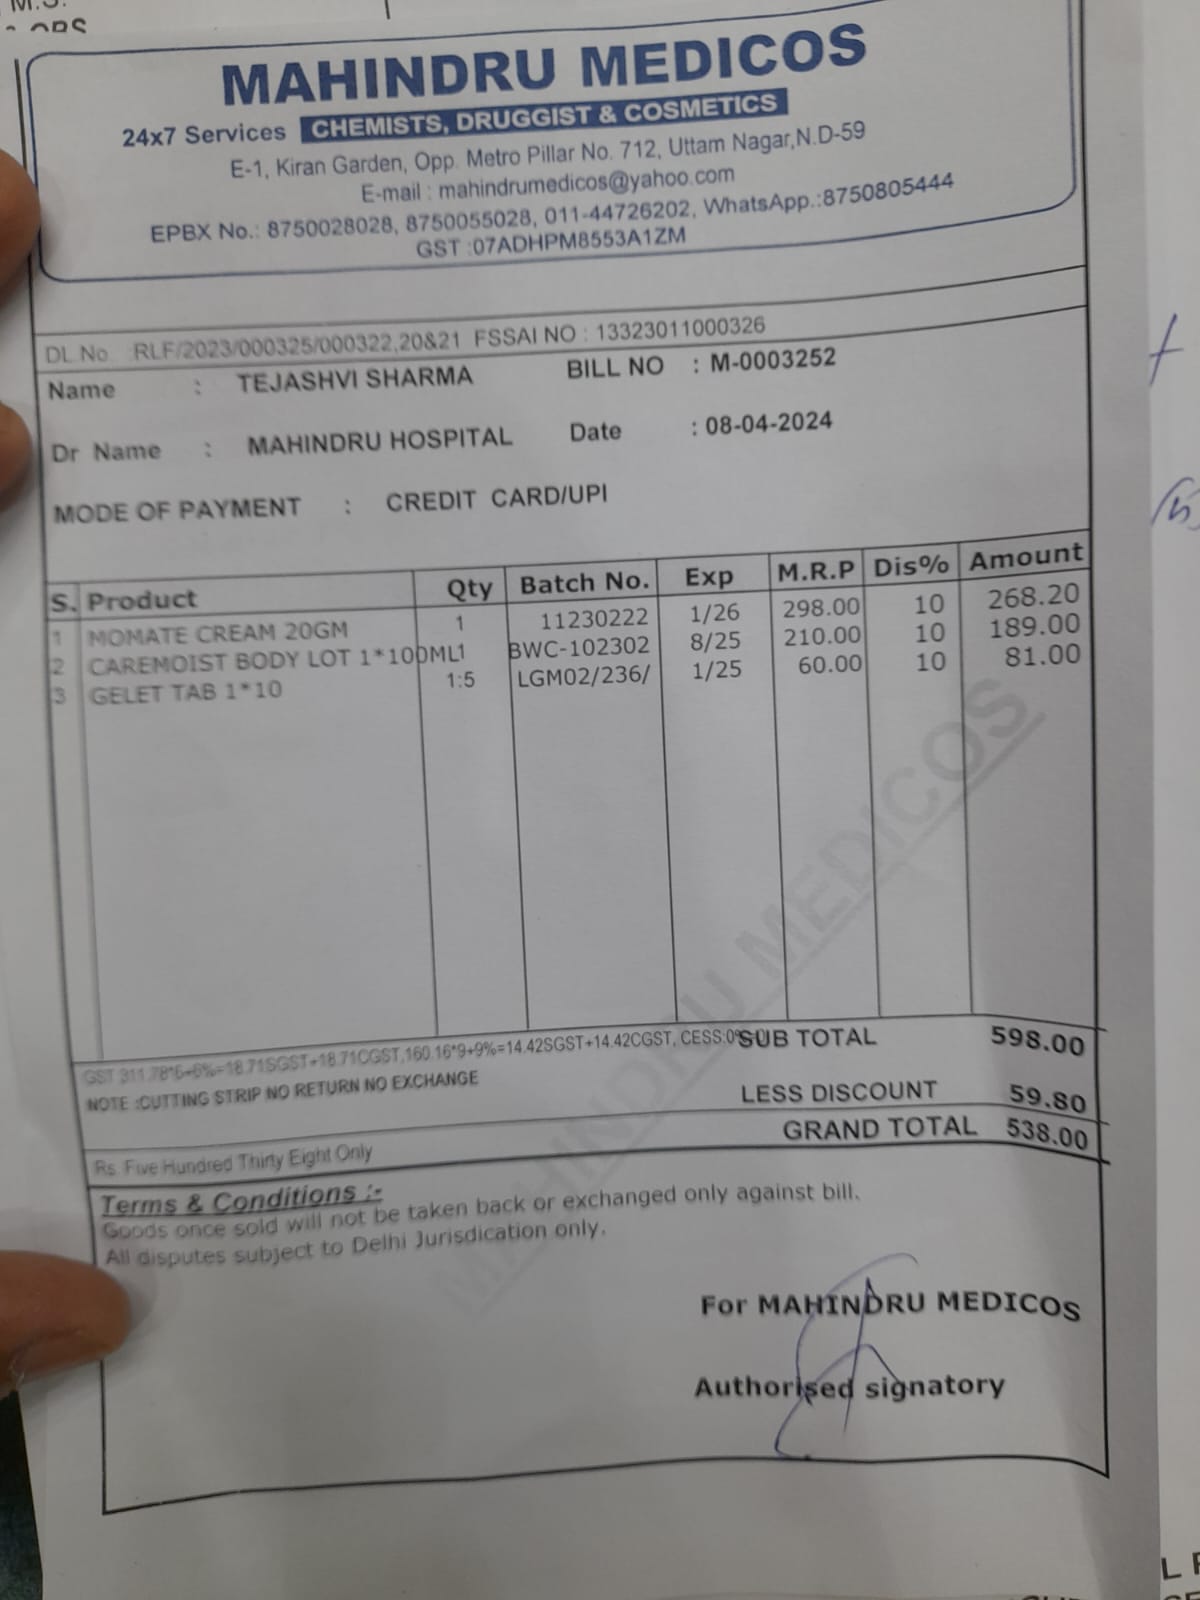 M.S.
ORS
MAHINDRU MEDICOS
24x7 Services CHEMISTS, DRUGGIST & COSMETICS
E-1, Kiran Garden, Opp. Metro Pillar No. 712, Uttam Nagar,N.D-59
E-mail : mahindrumedicos@yahoo.com
EPBX No.: 8750028028, 8750055028, 011-44726202, WhatsApp.:8750805444
GST :07ADHPM8553A1ZM
DL No. :RLF/2023/000325/000322,20&21 FSSAI NO : 13323011000326
Name : TEJASHVI SHARMA BILL NO : M-0003252
Dr Name : MAHINDRU HOSPITAL Date : 08-04-2024
MODE OF PAYMENT : CREDIT CARD/UPI
S. Product Qty Batch No. Exp M.R.P Dis% Amount
1 MOMATE CREAM 20GM 1 11230222 1/26 298.00 10 268.20
2 CAREMOIST BODY LOT 1*100ML 1 BWC-102302 8/25 210.00 10 189.00
3 GELET TAB 1*10 1:5 LGM02/236/ 1/25 60.00 10 81.00
MAHINDRU MEDICOS
GST 311.78*6+6%=18.71SGST+18.71CGST,160.16*9+9%=14.42SGST+14.42CGST, CESS:0 SUB TOTAL 598.00
NOTE :CUTTING STRIP NO RETURN NO EXCHANGE
LESS DISCOUNT 59.80
GRAND TOTAL 538.00
Rs. Five Hundred Thirty Eight Only
Terms & Conditions :-
Goods once sold will not be taken back or exchanged only against bill.
All disputes subject to Delhi Jurisdication only.
For MAHINDRU MEDICOS
Authorised signatory